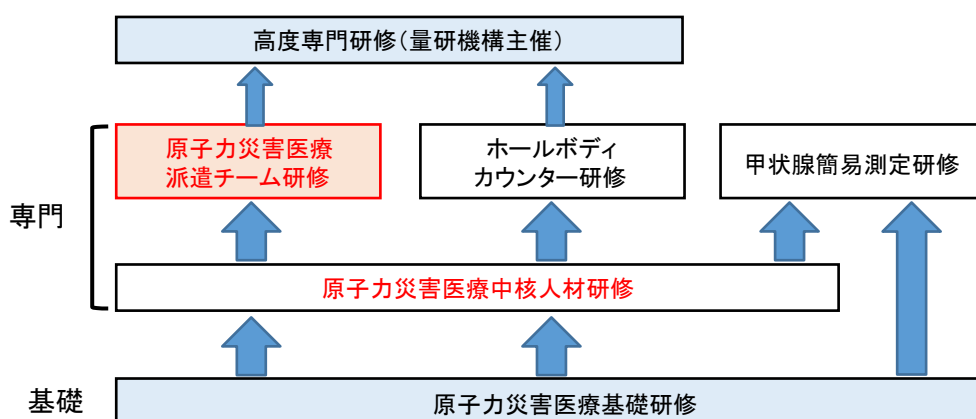 高度専門研修(量研機構主催)
原子力災害医療
派遣チーム研修
ホールボディ
カウンター研修
甲状腺簡易測定研修
専門
原子力災害医療中核人材研修
基礎
原子力災害医療基礎研修